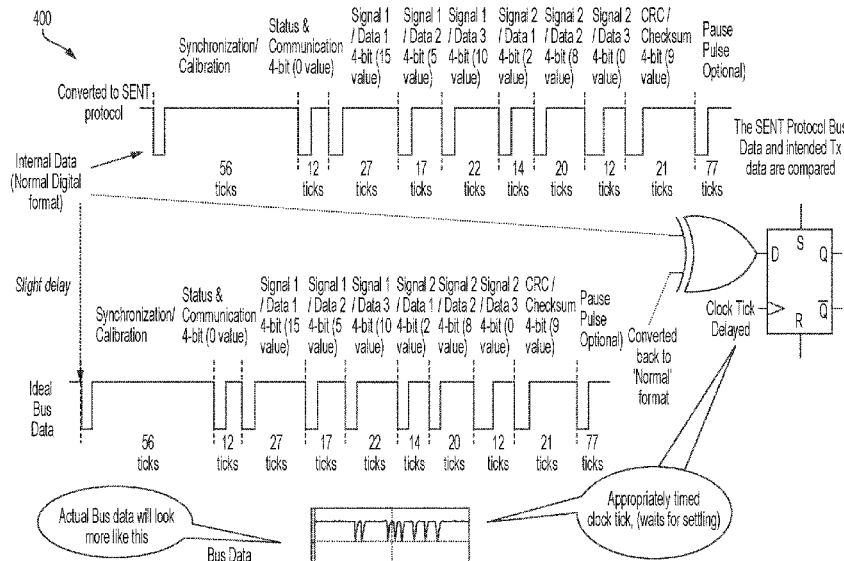 400
Synchronization/
Calibration
Status &
Communication
4-bit (0 value)
Signal 1
/ Data 1
4-bit (15
value)
Signal 1
/ Data 2
4-bit (5
value)
Signal 1
/ Data 3
4-bit (10
value)
Signai 2
/ Data 1
4-bit (2
value)
Signai 2
/ Data 2
4-bit (8
value)
Signal 2
/ Data 3
4-bit (0
value)
CRC/
Checksum
4-bit (9
value)
Pause
Pulse
Optional)
Converted to SENT
protocol
Internal Data
(Normal Digital
format)
56
ticks
12
ticks
27
ticks
17
ticks
22
ticks
14
ticks
20
ticks
12
ticks
21
ticks
77
ticks
The SENT Protocol Bus
Data and intended Tx
data are compared
D
S
Q
Q
R
Clock Tick
Delayed
Converted
back to
'Normal'
format
Slight delay
Synchronization/
Calibration
Status &
Communication
4-bit (0 value)
Signal 1
/ Data 1
4-bit (15
value)
Signal 1
/ Data 2
4-bit (5
value)
Signal 1
/ Data 3
4-bit (10
value)
Signal 2
/ Data 1
4-bit (2
value)
Signal 2
/ Data 2
4-bit (8
value)
Signal 2
/ Data 3
4-bit (0
value)
CRC /
Checksum
4-bit (9
value)
Pause
Pulse
Optional)
Ideal
Bus
Data
56
ticks
12
ticks
27
ticks
17
ticks
22
ticks
14
ticks
20
ticks
12
ticks
21
ticks
77
ticks
Actual Bus data will look
more like this
Bus Data
Appropriately timed
clock tick, (waits for settling)